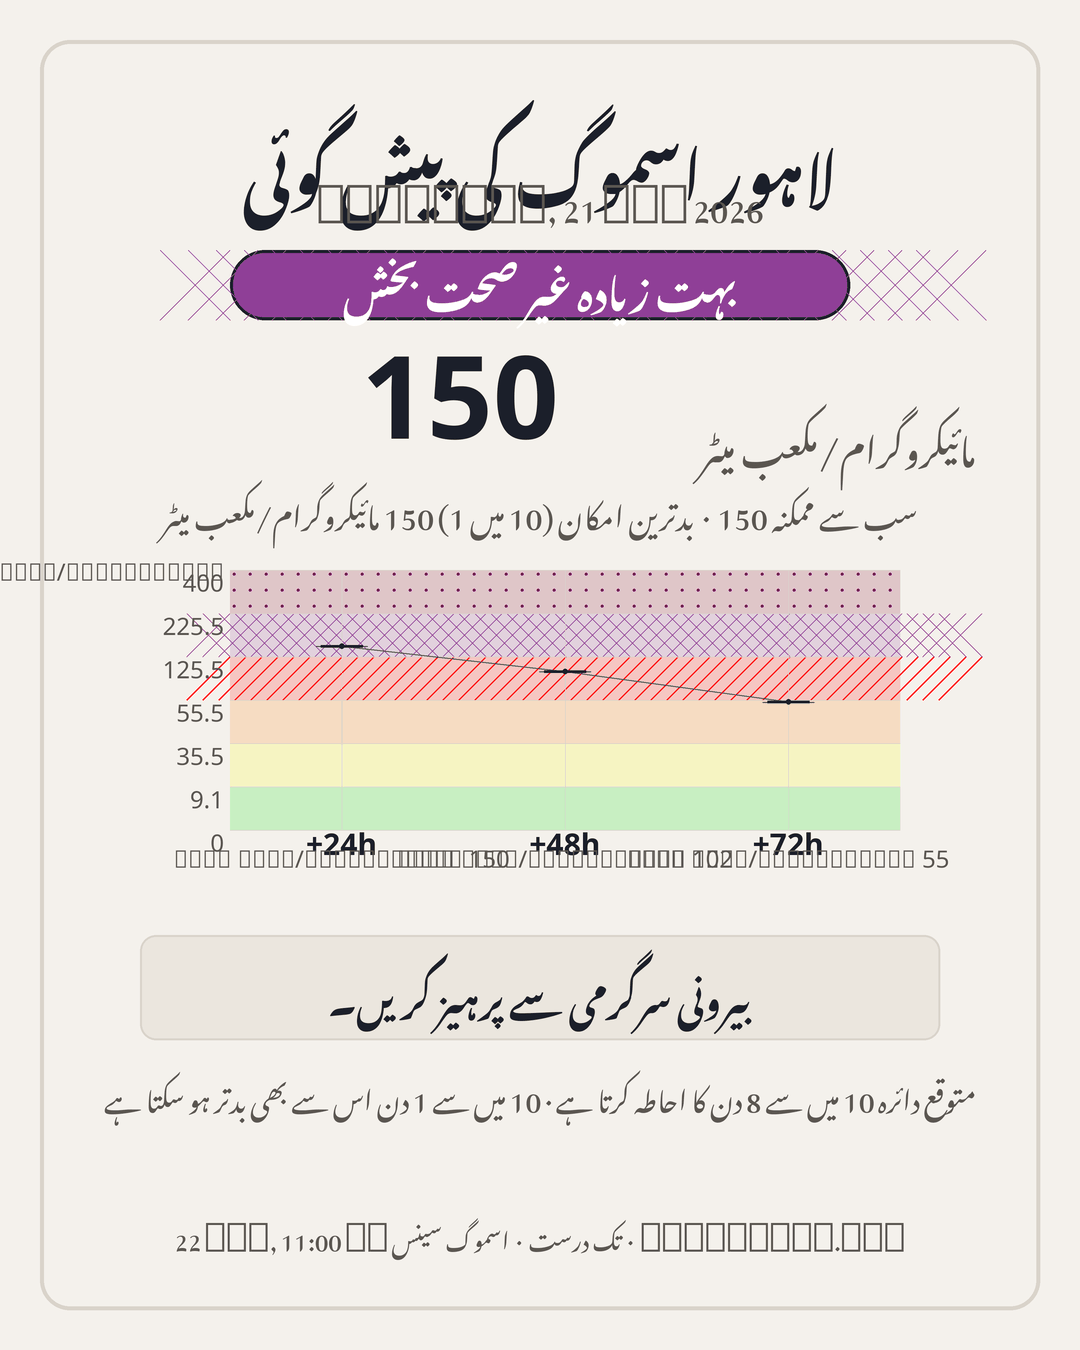 لاہور اسموگ کی پیش گوئی
, 21 2026
بہت زیادہ غیر صحت بخش
150
مائیکروگرام/مکعب میٹر
سب سے ممکنہ 150 · بدترین امکان (10 میں 1) 150 مائیکروگرام/مکعب میٹر
400
225.5
125.5
55.5
35.5
9.1
0
+24h +48h +72h
150 102 55
بیرونی سرگرمی سے پرہیز کریں۔
متوقع دائرہ 10 میں سے 8 دن کا احاطہ کرتا ہے · 10 میں سے 1 دن اس سے بھی بدتر ہو سکتا ہے
· تک درست · اسموگ سینس 22 , 11:00